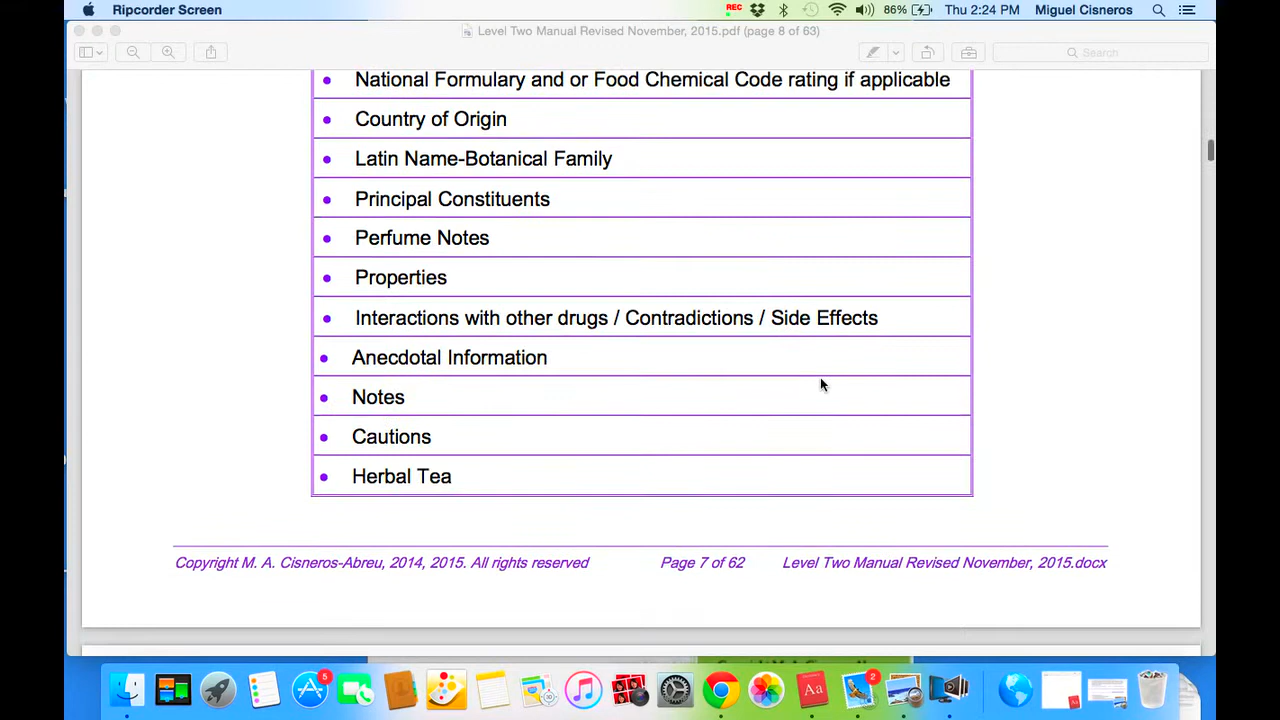 Ripcorder Screen
REC
86%
Thu 2:24 PM
Miguel Cisneros
Level Two Manual Revised November, 2015.pdf (page 8 of 63)
Search
• National Formulary and or Food Chemical Code rating if applicable
• Country of Origin
• Latin Name-Botanical Family
• Principal Constituents
• Perfume Notes
• Properties
• Interactions with other drugs / Contradictions / Side Effects
• Anecdotal Information
• Notes
• Cautions
• Herbal Tea
Copyright M. A. Cisneros-Abreu, 2014, 2015. All rights reserved Page 7 of 62 Level Two Manual Revised November, 2015.docx
5
Aa
2